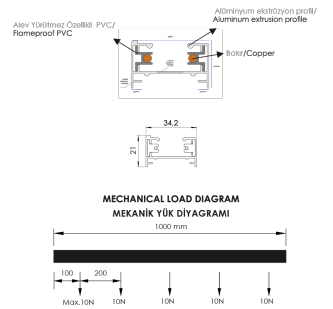 Alüminyum ekstrüzyon profil/
Aluminum extrusion profile
Alev Yürütmez Özellikli PVC/
Flameproof PVC
Bakır/Copper
34,2
21
MECHANICAL LOAD DIAGRAM
MEKANİK YÜK DİYAGRAMI
1000 mm
100
200
Max.10N
10N
10N
10N
10N